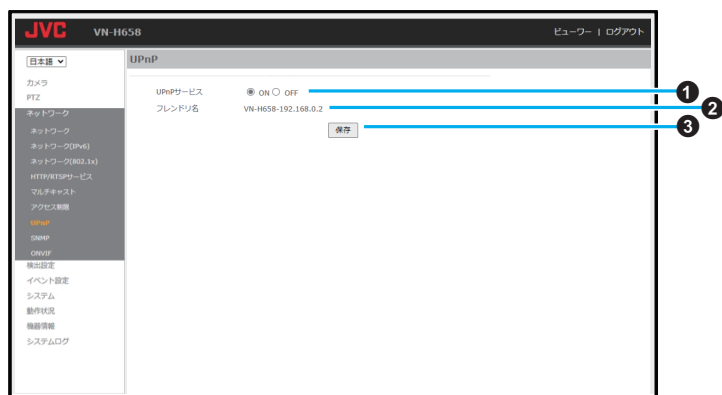 JVC VN-H658 ビューワー | ログアウト
日本語
UPnP
カメラ
PTZ
ネットワーク
ネットワーク
ネットワーク(IPv6)
ネットワーク(802.1x)
HTTP/RTSPサービス
マルチキャスト
アクセス制限
UPnP
SNMP
ONVIF
検出設定
イベント設定
システム
動作状況
機器情報
システムログ
UPnPサービス ON OFF 1
フレンドリ名 VN-H658-192.168.0.2 2
保存 3